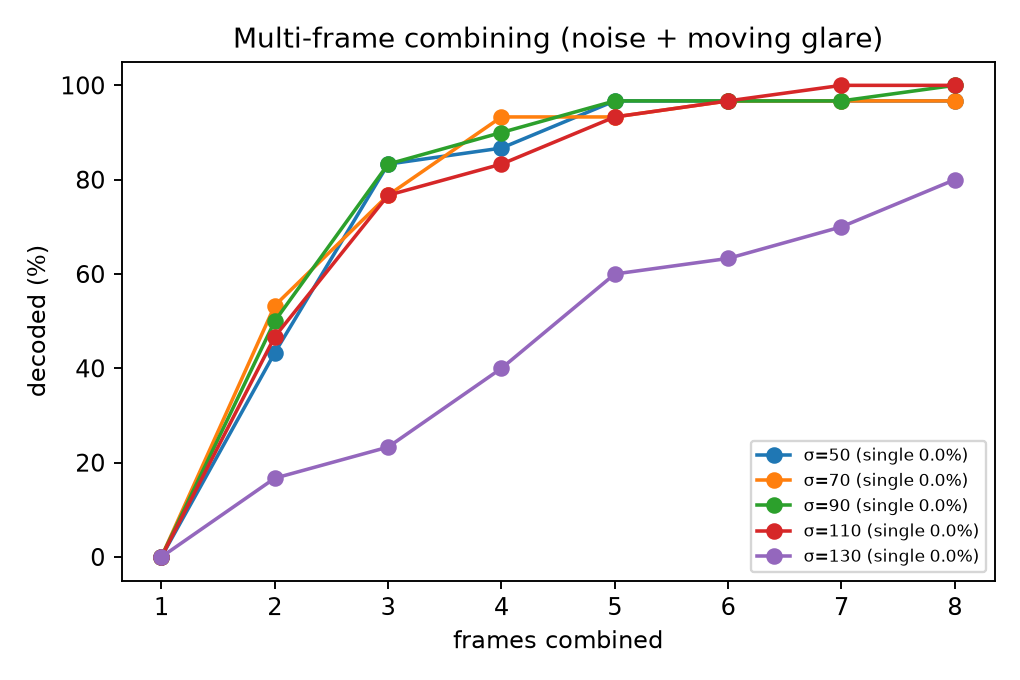 Multi-frame combining (noise + moving glare)
100
80
60
40
20
0
decoded (%)
σ=50 (single 0.0%)
σ=70 (single 0.0%)
σ=90 (single 0.0%)
σ=110 (single 0.0%)
σ=130 (single 0.0%)
1 2 3 4 5 6 7 8
frames combined